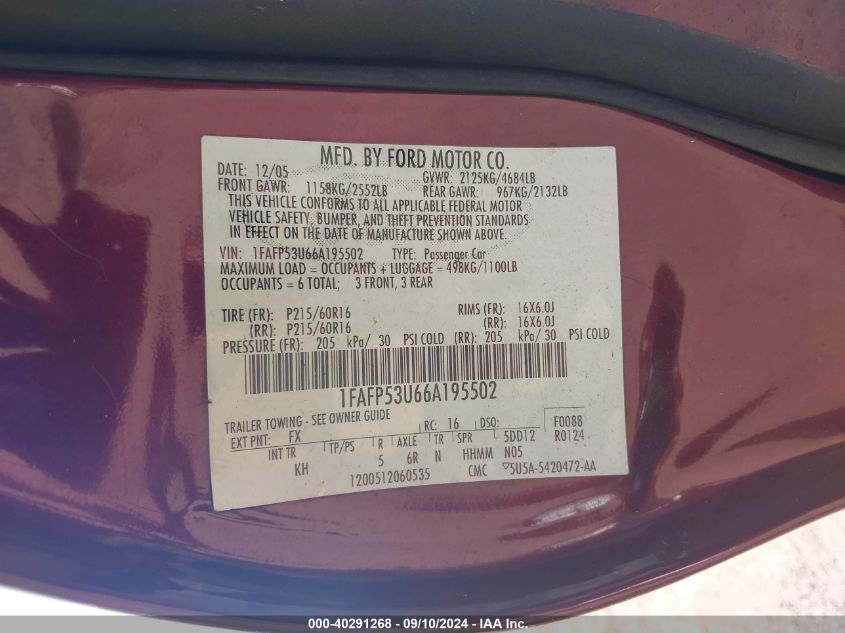 MFD. BY FORD MOTOR CO.
DATE: 12/05 GVWR: 2125KG/4684LB
FRONT GAWR: 1158KG/2552LB REAR GAWR: 967KG/2132LB
THIS VEHICLE CONFORMS TO ALL APPLICABLE FEDERAL MOTOR
VEHICLE SAFETY, BUMPER, AND THEFT PREVENTION STANDARDS
IN EFFECT ON THE DATE OF MANUFACTURE SHOWN ABOVE.
VIN: 1FAFP53U66A195502 TYPE: Passenger Car
MAXIMUM LOAD = OCCUPANTS + LUGGAGE = 498KG/1100LB
OCCUPANTS = 6 TOTAL; 3 FRONT, 3 REAR
TIRE (FR): P215/60R16 RIMS (FR): 16X6.0J
(RR): P215/60R16 (RR): 16X6.0J
PRESSURE (FR): 205 kPa/ 30 PSI COLD (RR): 205 kPa/ 30 PSI COLD
1FAFP53U66A195502
TRAILER TOWING - SEE OWNER GUIDE RC: 16 DSO: F0088
EXT PNT: FX 5DD12 R0124
INT TR TP/PS R AXLE TR SPR
KH 5 6R N HHMM N05
1200512060535 CMC 5U5A-5420472-AA
000-40291268 - 09/10/2024 - IAA Inc.